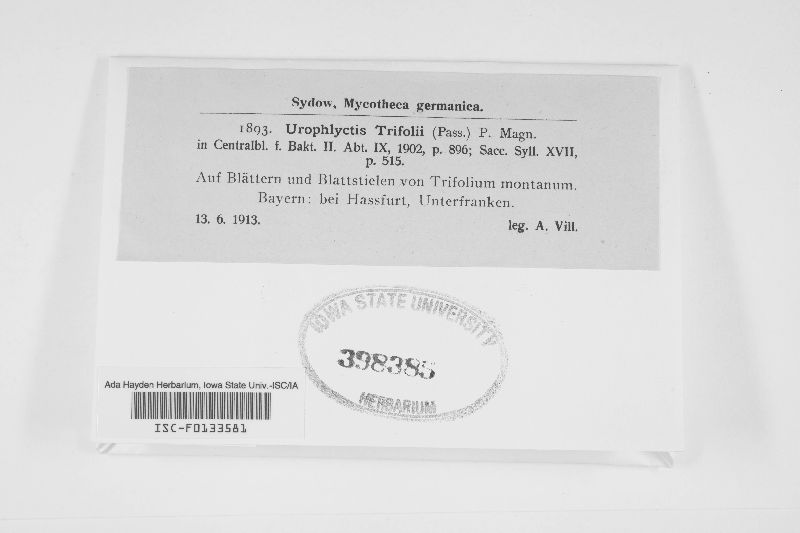 Sydow, Mycotheca germanica.
1893. Urophlyctis Trifolii (Pass.) P. Magn.
in Centralbl. f. Bakt. II. Abt. IX, 1902, p. 896; Sacc. Syll. XVII,
p. 515.
Auf Blättern und Blattstielen von Trifolium montanum.
Bayern: bei Hassfurt, Unterfranken.
13. 6. 1913. leg. A. Vill.
IOWA STATE UNIVERSITY
398385
HERBARIUM
Ada Hayden Herbarium, Iowa State Univ.-ISC/IA
ISC-F0133581